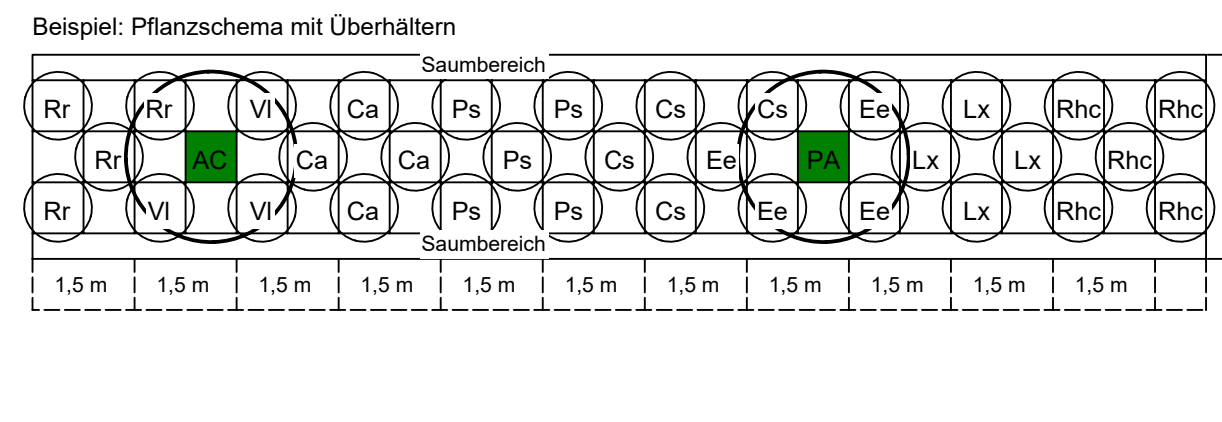 Beispiel: Pflanzschema mit Überhältern
Saumbereich
Rr Rr Vl Ca Ps Ps Cs Cs Ee Lx Rhc Rhc
Rr AC Ca Ca Ps Cs Ee PA Lx Lx Rhc
Rr Vl Vl Ca Ps Ps Cs Ee Ee Lx Rhc Rhc
Saumbereich
1,5 m 1,5 m 1,5 m 1,5 m 1,5 m 1,5 m 1,5 m 1,5 m 1,5 m 1,5 m 1,5 m